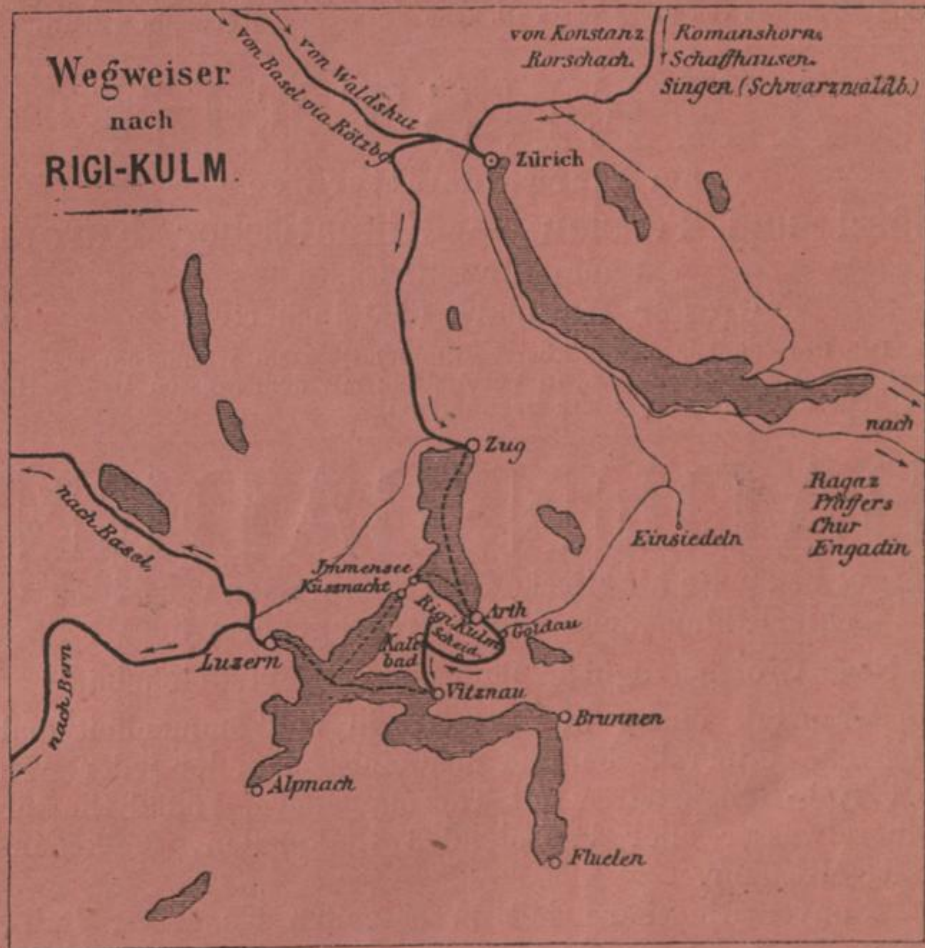 Wegweiser
nach
RIGI-KULM.
von Waldshut
von Basel via Rötzbg
von Konstanz
Rorschach.
Romanshorn.
Schaffhausen.
Singen (Schwarzwaldb.)
Zürich
Zug
nach
Ragaz
Pfäffers
Chur
Engadin
Einsiedeln
nach Basel,
Immensee
Küssnacht
Arth
Goldau
Rigi Kulm
Scheid.
Kalt
bad
Luzern
nach Bern
Vitznau
Brunnen
Alpnach
Fluelen